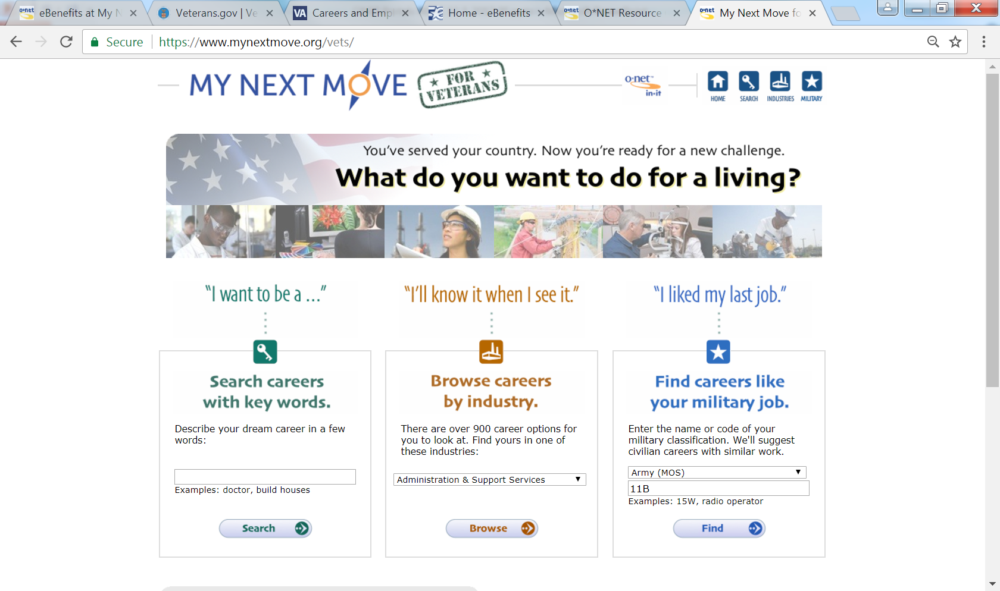 eBenefits at My N
Veterans.gov | Ve
Careers and Emp
Home - eBenefits
O*NET Resource
My Next Move fo
Secure
https://www.mynextmove.org/vets/
MY NEXT MOVE
FOR
VETERANS
o·net™
in·it
HOME
SEARCH
INDUSTRIES
MILITARY
You've served your country. Now you're ready for a new challenge.
What do you want to do for a living?
"I want to be a ..."
Search careers
with key words.
Describe your dream career in a few
words:
Examples: doctor, build houses
Search
"I'll know it when I see it."
Browse careers
by industry.
There are over 900 career options for
you to look at. Find yours in one of
these industries:
Administration & Support Services
Browse
"I liked my last job."
Find careers like
your military job.
Enter the name or code of your
military classification. We'll suggest
civilian careers with similar work.
Army (MOS)
11B
Examples: 15W, radio operator
Find